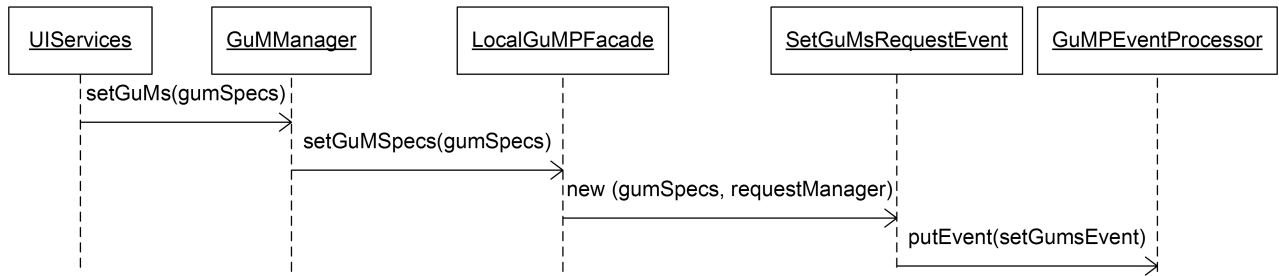 UIServices
GuMManager
LocalGuMPFacade
SetGuMsRequestEvent
GuMPEventProcessor
setGuMs(gumSpecs)
setGuMSpecs(gumSpecs)
new (gumSpecs, requestManager)
putEvent(setGumsEvent)